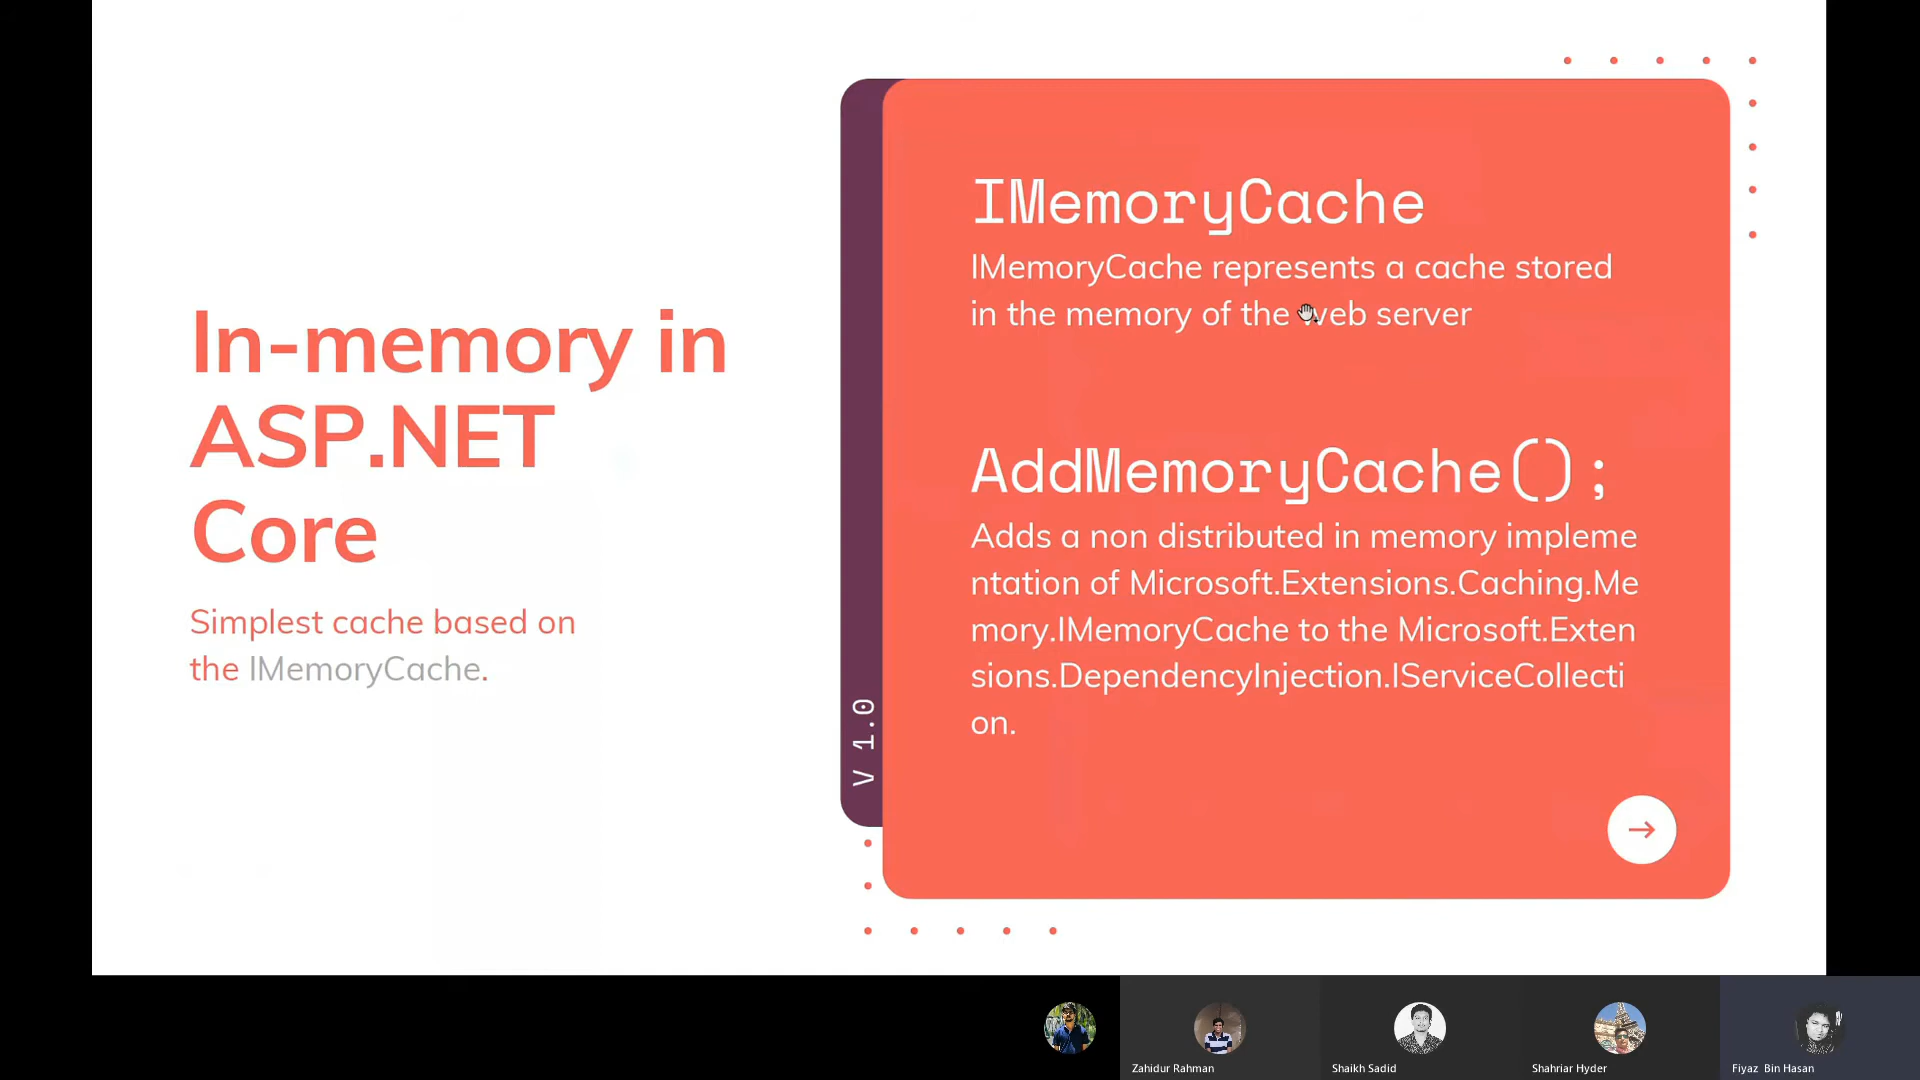 In-memory in
ASP.NET
Core
Simplest cache based on
the IMemoryCache.
V 1.0
IMemoryCache
IMemoryCache represents a cache stored
in the memory of the web server
AddMemoryCache();
Adds a non distributed in memory impleme
ntation of Microsoft.Extensions.Caching.Me
mory.IMemoryCache to the Microsoft.Exten
sions.DependencyInjection.IServiceCollecti
on.
Zahidur Rahman
Shaikh Sadid
Shahriar Hyder
Fiyaz Bin Hasan